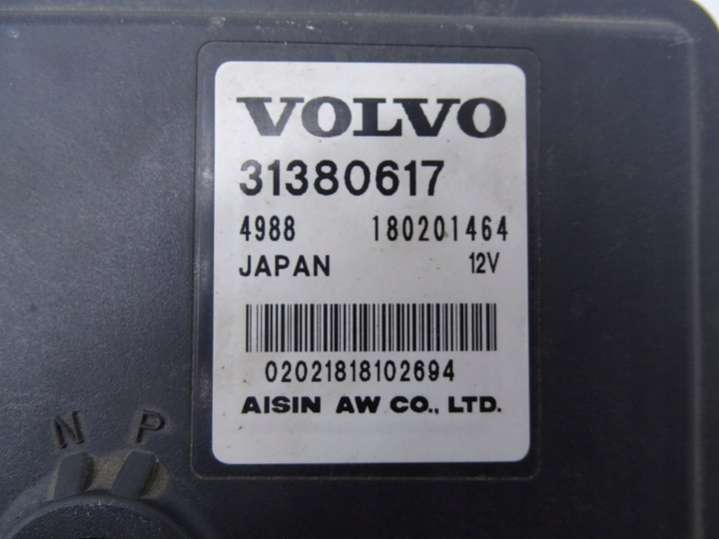 VOLVO
31380617
4988 180201464
JAPAN 12V
02021818102694
AISIN AW CO., LTD.
N P